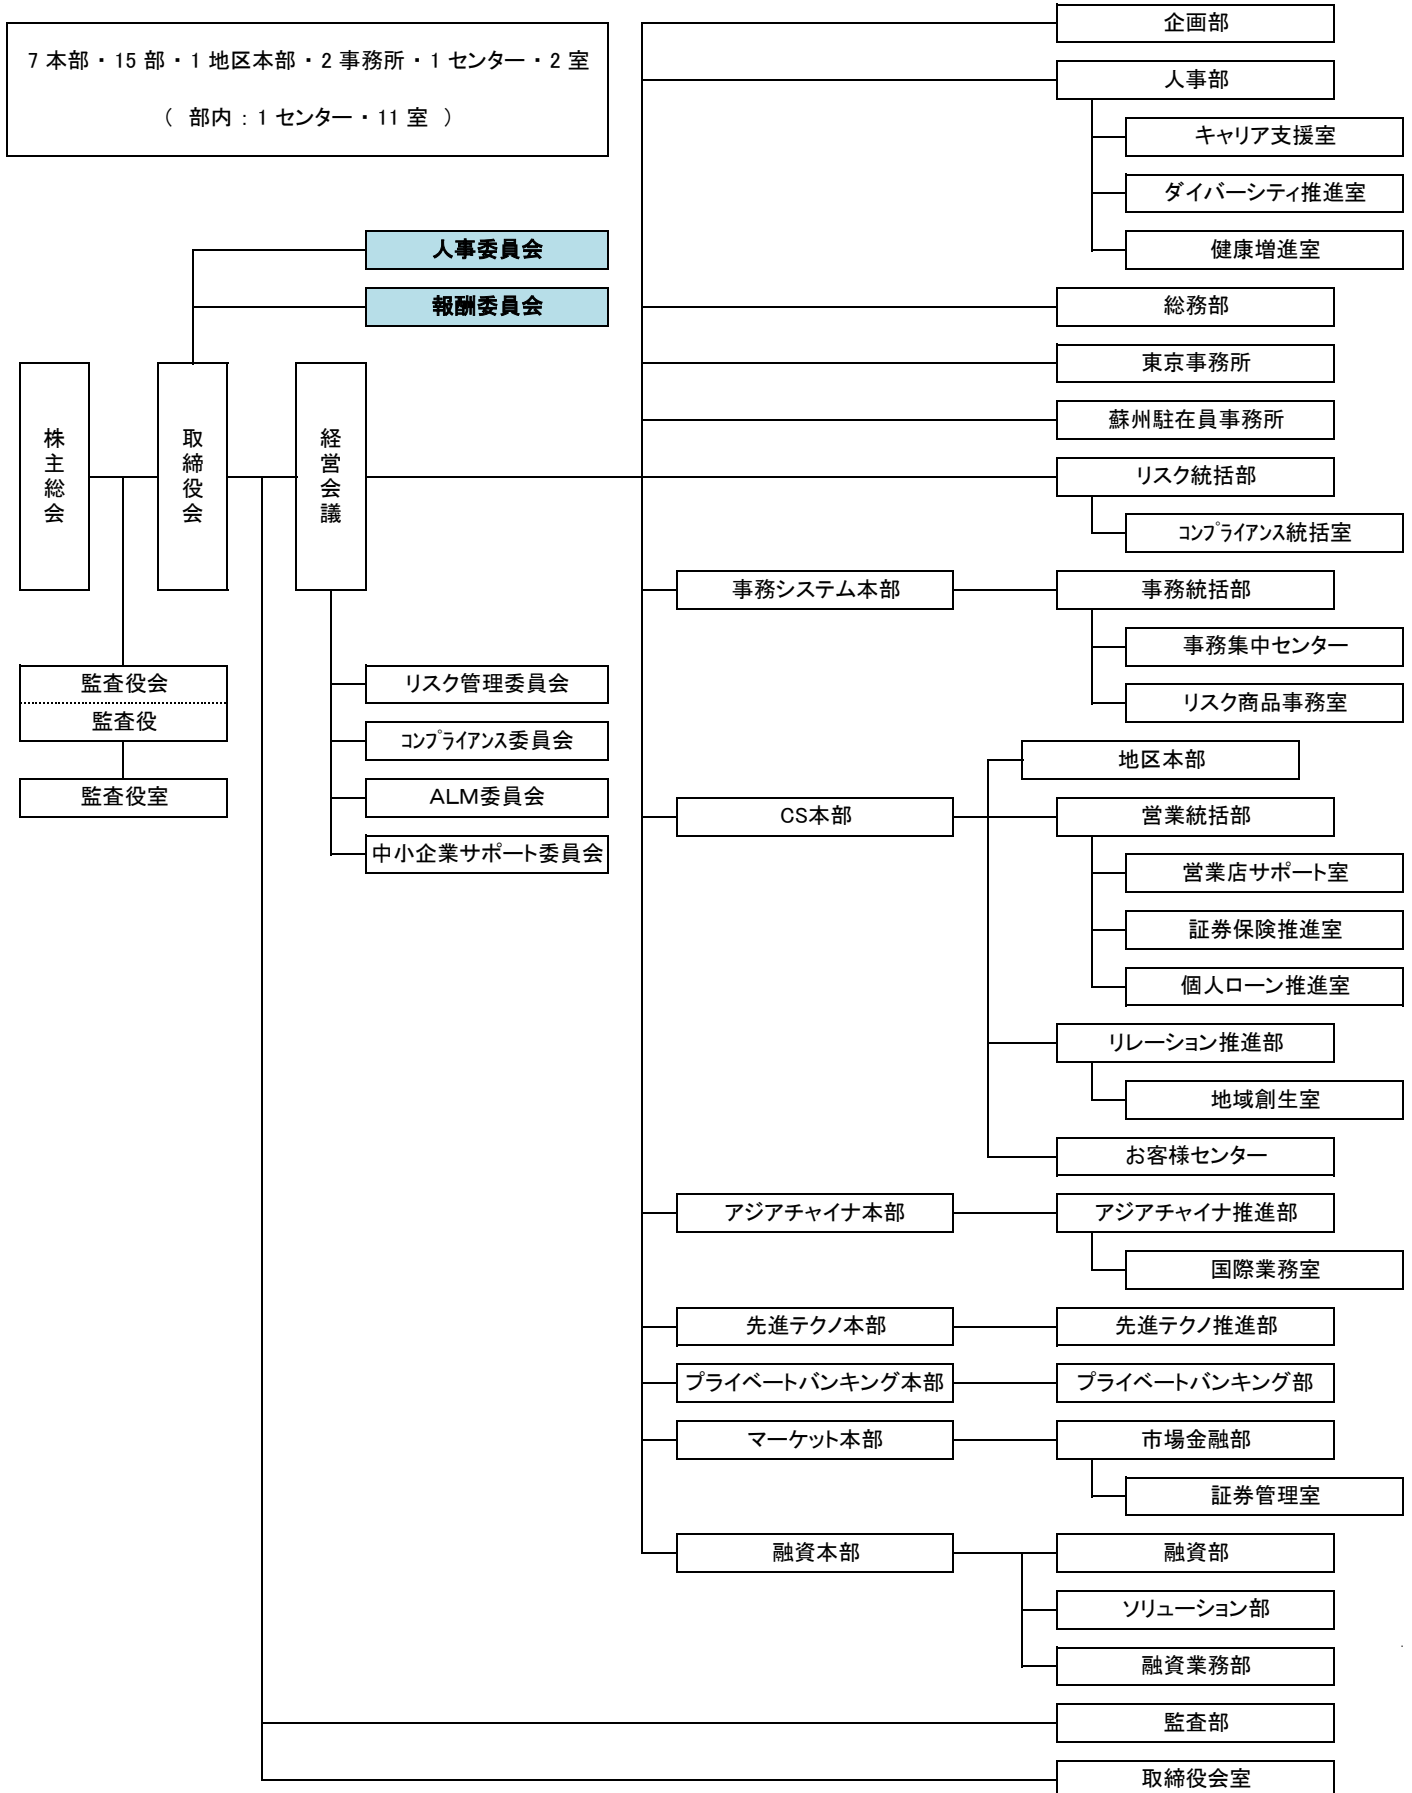 7 本部 ・ 15 部 ・ 1 地区本部 ・ 2 事務所 ・ 1 センター ・ 2 室
（ 部内 ： 1 センター ・ 11 室 ）
人事委員会
報酬委員会
株主総会
取締役会
経営会議
監査役会
監査役
監査役室
リスク管理委員会
コンプライアンス委員会
ALM委員会
中小企業サポート委員会
企画部
人事部
キャリア支援室
ダイバーシティ推進室
健康増進室
総務部
東京事務所
蘇州駐在員事務所
リスク統括部
コンプライアンス統括室
事務システム本部
事務統括部
事務集中センター
リスク商品事務室
地区本部
CS本部
営業統括部
営業店サポート室
証券保険推進室
個人ローン推進室
リレーション推進部
地域創生室
お客様センター
アジアチャイナ本部
アジアチャイナ推進部
国際業務室
先進テクノ本部
先進テクノ推進部
プライベートバンキング本部
プライベートバンキング部
マーケット本部
市場金融部
証券管理室
融資本部
融資部
ソリューション部
融資業務部
監査部
取締役会室